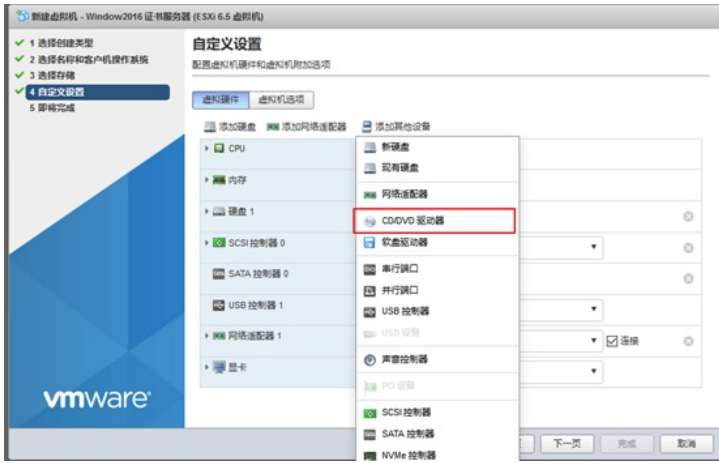 新建虚拟机 - Window2016 证书服务器 (ESXi 6.5 虚拟机)
1 选择创建类型
2 选择名称和客户机操作系统
3 选择存储
4 自定义设置
5 即将完成
自定义设置
配置虚拟机硬件和虚拟机附加选项
虚拟硬件 虚拟机选项
添加硬盘 添加网络适配器 添加其他设备
CPU
内存
硬盘 1
SCSI 控制器 0
SATA 控制器 0
USB 控制器 1
网络适配器 1
显卡
新硬盘
现有硬盘
网络适配器
CD/DVD 驱动器
软盘驱动器
串行端口
并行端口
USB 控制器
USB 设备
声音控制器
PCI 设备
SCSI 控制器
SATA 控制器
NVMe 控制器
连接
vmware
下一页 完成 取消